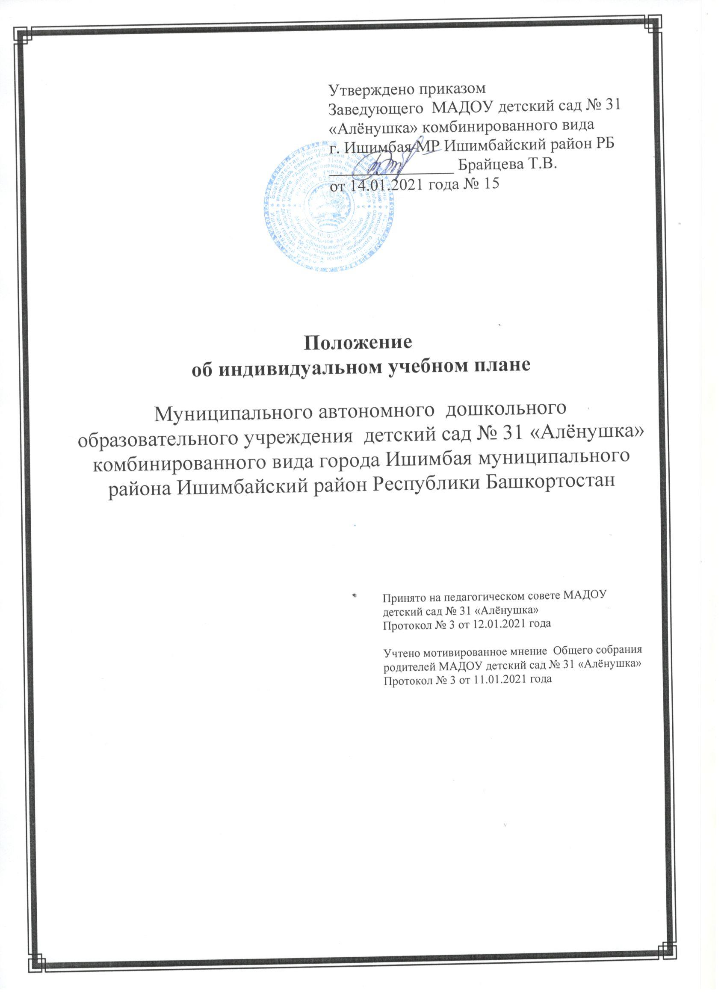 Утверждено приказом
Заведующего МАДОУ детский сад № 31
«Алёнушка» комбинированного вида
г. Ишимбая МР Ишимбайский район РБ
_______________ Брайцева Т.В.
от 14.01.2021 года № 15
Положение
об индивидуальном учебном плане
Муниципального автономного дошкольного
образовательного учреждения детский сад № 31 «Алёнушка»
комбинированного вида города Ишимбая муниципального
района Ишимбайский район Республики Башкортостан
Принято на педагогическом совете МАДОУ
детский сад № 31 «Алёнушка»
Протокол № 3 от 12.01.2021 года
Учтено мотивированное мнение Общего собрания
родителей МАДОУ детский сад № 31 «Алёнушка»
Протокол № 3 от 11.01.2021 года